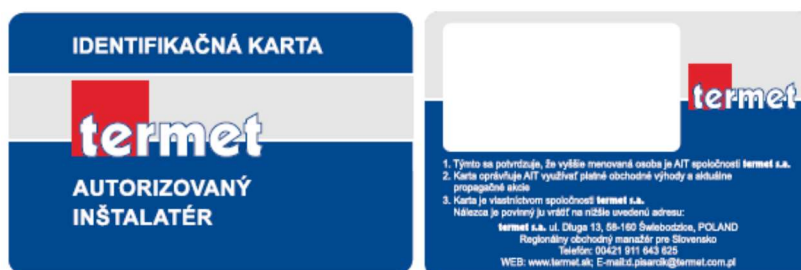 IDENTIFIKAČNÁ KARTA
termet
AUTORIZOVANÝ
INŠTALATÉR
termet
1. Týmto sa potvrdzuje, že vyššie menovaná osoba je AIT spoločnosti termet s.a.
2. Karta oprávňuje AIT využívať platné obchodné výhody a aktuálne
propagačné akcie
3. Karta je vlastníctvom spoločnosti termet s.a.
Nálezca je povinný ju vrátiť na nižšie uvedenú adresu:
termet s.a. ul. Długa 13, 58-160 Świebodzice, POLAND
Regionálny obchodný manažár pre Slovensko
Telefón: 00421 911 643 625
WEB: www.termet.sk; E-mail:d.pisarcik@termet.com.pl